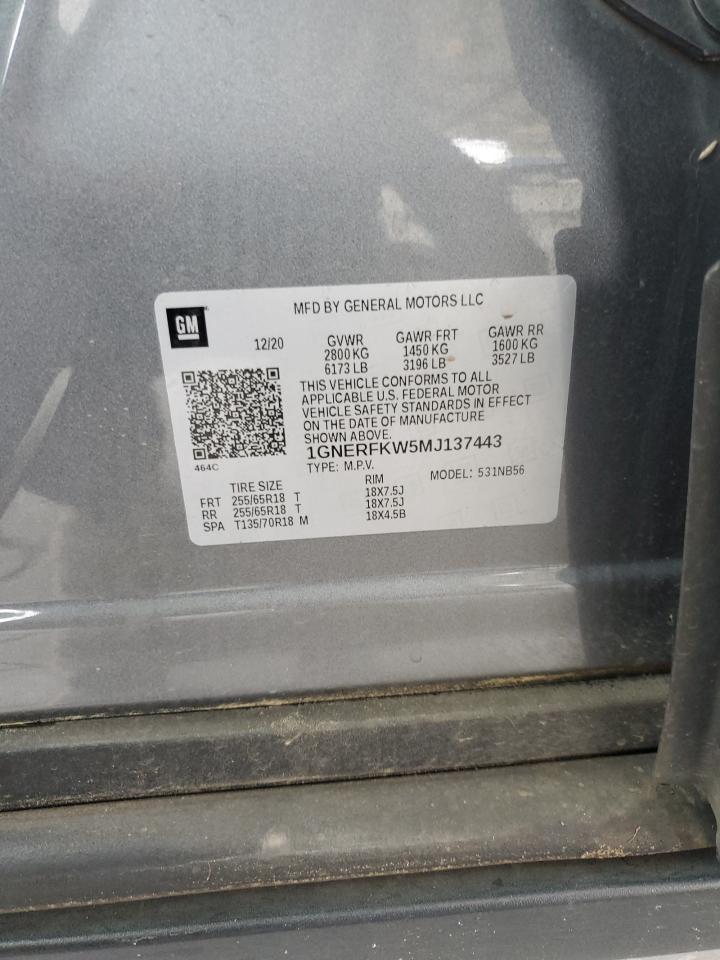 GM
MFD BY GENERAL MOTORS LLC
12/20 GVWR GAWR FRT GAWR RR
2800 KG 1450 KG 1600 KG
6173 LB 3196 LB 3527 LB
THIS VEHICLE CONFORMS TO ALL
APPLICABLE U.S. FEDERAL MOTOR
VEHICLE SAFETY STANDARDS IN EFFECT
ON THE DATE OF MANUFACTURE
SHOWN ABOVE.
1GNERFKW5MJ137443
464C
TYPE: M.P.V. MODEL: 531NB56
TIRE SIZE RIM
FRT 255/65R18 T 18X7.5J
RR 255/65R18 T 18X7.5J
SPA T135/70R18 M 18X4.5B